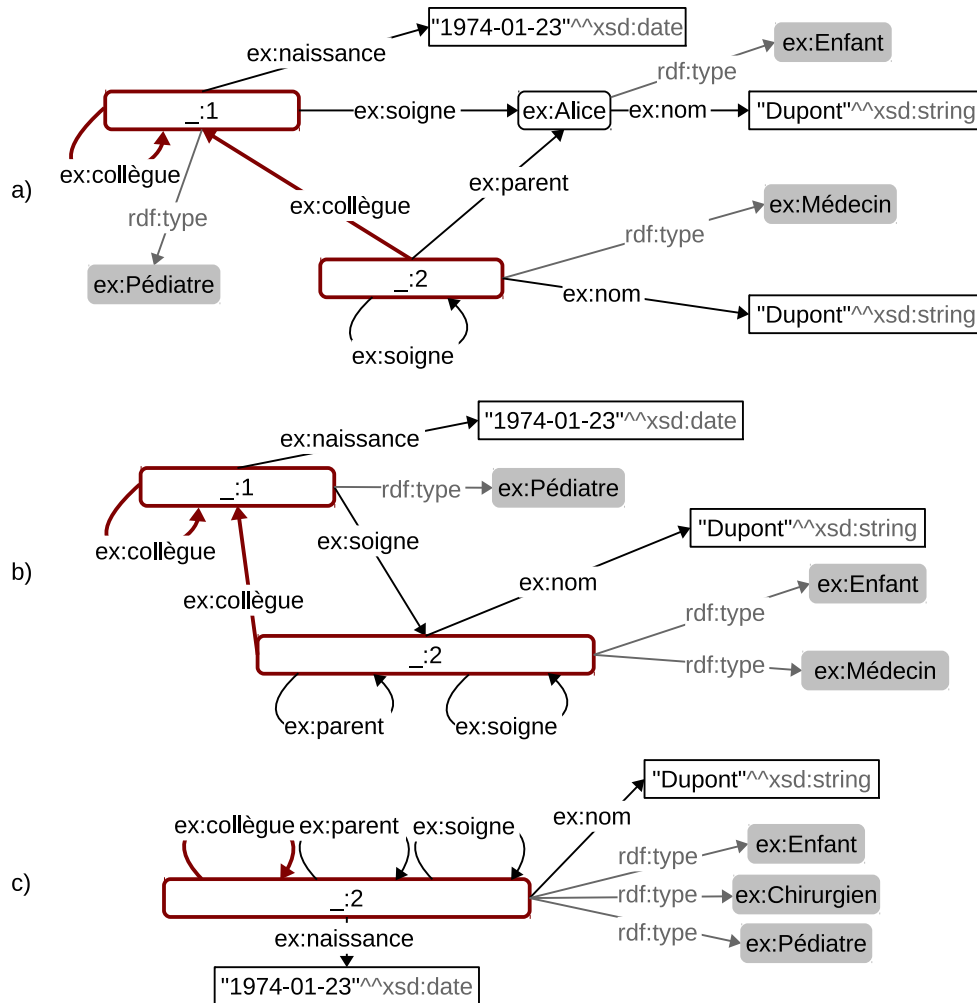 "1974-01-23"^^xsd:date
ex:Enfant
ex:naissance
rdf:type
_:1
ex:soigne
ex:Alice
ex:nom
"Dupont"^^xsd:string
ex:collègue
ex:parent
a)
ex:collègue
ex:Médecin
rdf:type
rdf:type
ex:Pédiatre
_:2
ex:nom
"Dupont"^^xsd:string
ex:soigne
"1974-01-23"^^xsd:date
ex:naissance
_:1
rdf:type
ex:Pédiatre
ex:collègue
ex:soigne
"Dupont"^^xsd:string
b)
ex:nom
ex:Enfant
ex:collègue
rdf:type
_:2
rdf:type
ex:Médecin
ex:parent
ex:soigne
"Dupont"^^xsd:string
ex:collègue
ex:parent
ex:soigne
ex:nom
ex:Enfant
rdf:type
c)
_:2
rdf:type
ex:Chirurgien
ex:naissance
rdf:type
ex:Pédiatre
"1974-01-23"^^xsd:date